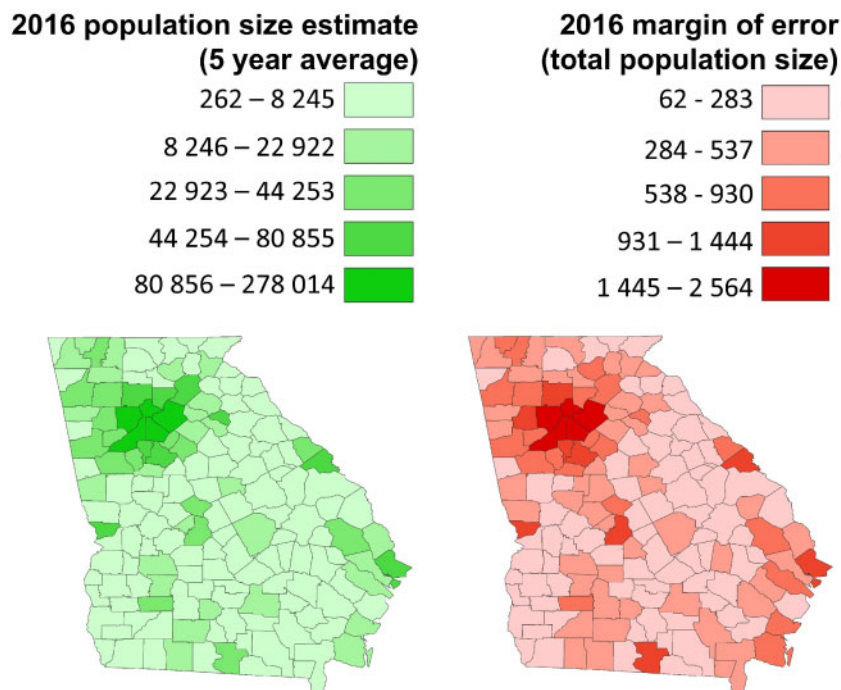 2016 population size estimate
(5 year average)
262 – 8 245
8 246 – 22 922
22 923 – 44 253
44 254 – 80 855
80 856 – 278 014
2016 margin of error
(total population size)
62 - 283
284 - 537
538 - 930
931 – 1 444
1 445 – 2 564